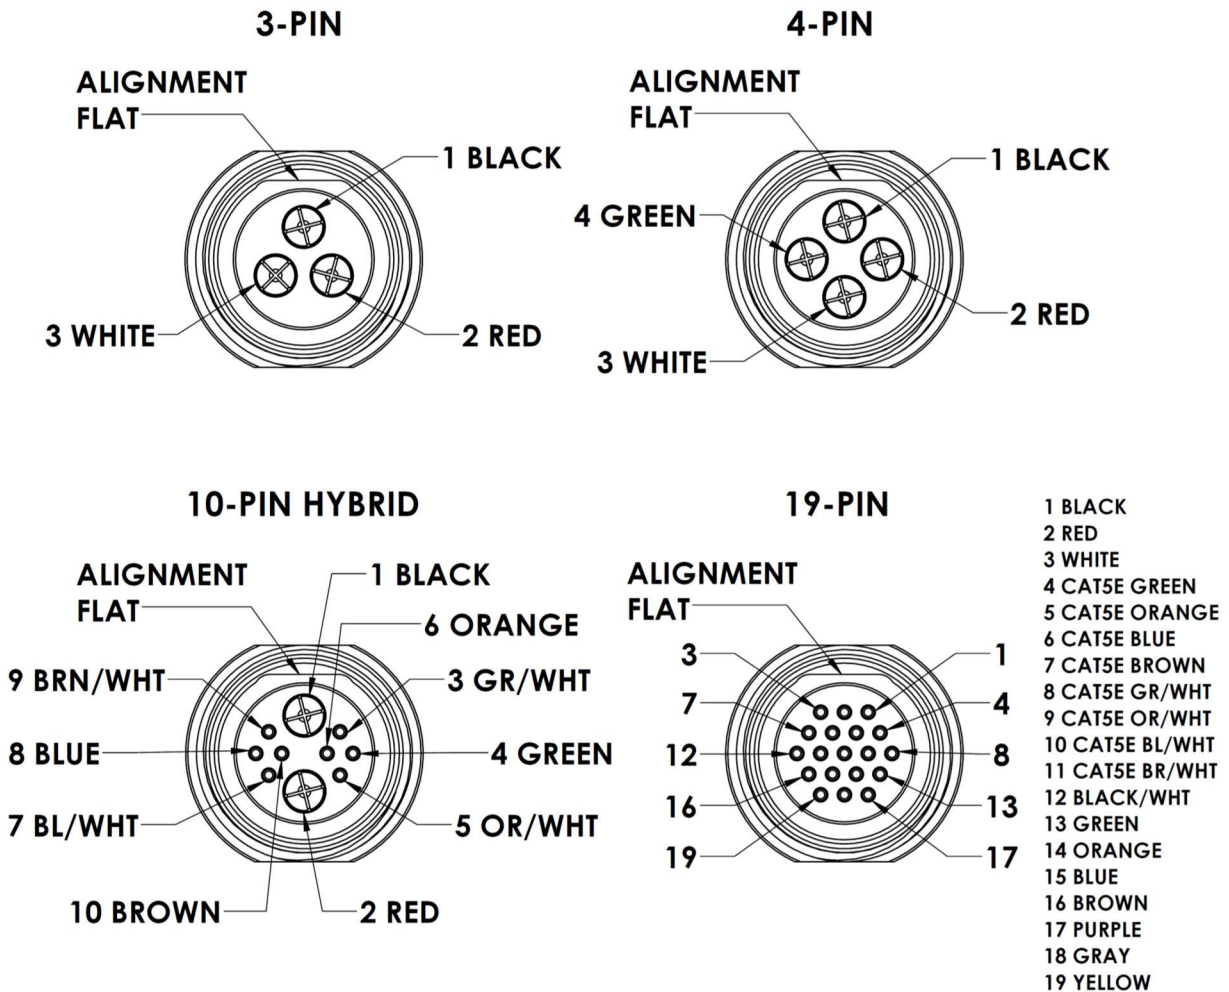 3-PIN
ALIGNMENT
FLAT
1 BLACK
3 WHITE
2 RED
4-PIN
ALIGNMENT
FLAT
1 BLACK
4 GREEN
2 RED
3 WHITE
10-PIN HYBRID
ALIGNMENT
FLAT
1 BLACK
6 ORANGE
9 BRN/WHT
3 GR/WHT
8 BLUE
4 GREEN
7 BL/WHT
5 OR/WHT
10 BROWN
2 RED
19-PIN
ALIGNMENT
FLAT
3
1
7
4
12
8
16
13
19
17
1 BLACK
2 RED
3 WHITE
4 CAT5E GREEN
5 CAT5E ORANGE
6 CAT5E BLUE
7 CAT5E BROWN
8 CAT5E GR/WHT
9 CAT5E OR/WHT
10 CAT5E BL/WHT
11 CAT5E BR/WHT
12 BLACK/WHT
13 GREEN
14 ORANGE
15 BLUE
16 BROWN
17 PURPLE
18 GRAY
19 YELLOW